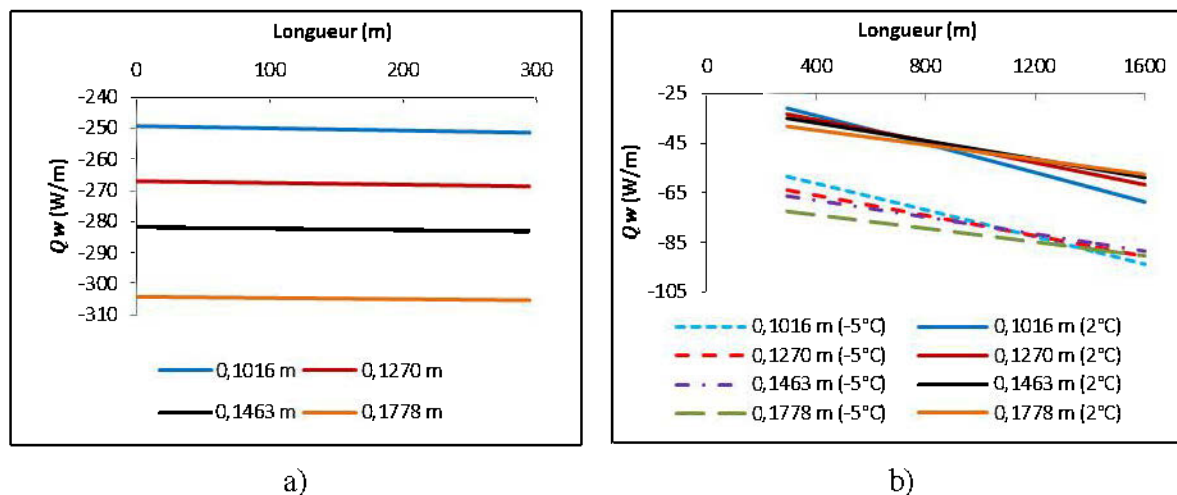 Longueur (m)
0 100 200 300
-240
-250
-260
-270
-280
-290
-300
-310
Qw (W/m)
0,1016 m 0,1270 m
0,1463 m 0,1778 m
a)
Longueur (m)
0 400 800 1200 1600
-25
-45
-65
-85
-105
Qw (W/m)
0,1016 m (-5°C) 0,1016 m (2°C)
0,1270 m (-5°C) 0,1270 m (2°C)
0,1463 m (-5°C) 0,1463 m (2°C)
0,1778 m (-5°C) 0,1778 m (2°C)
b)